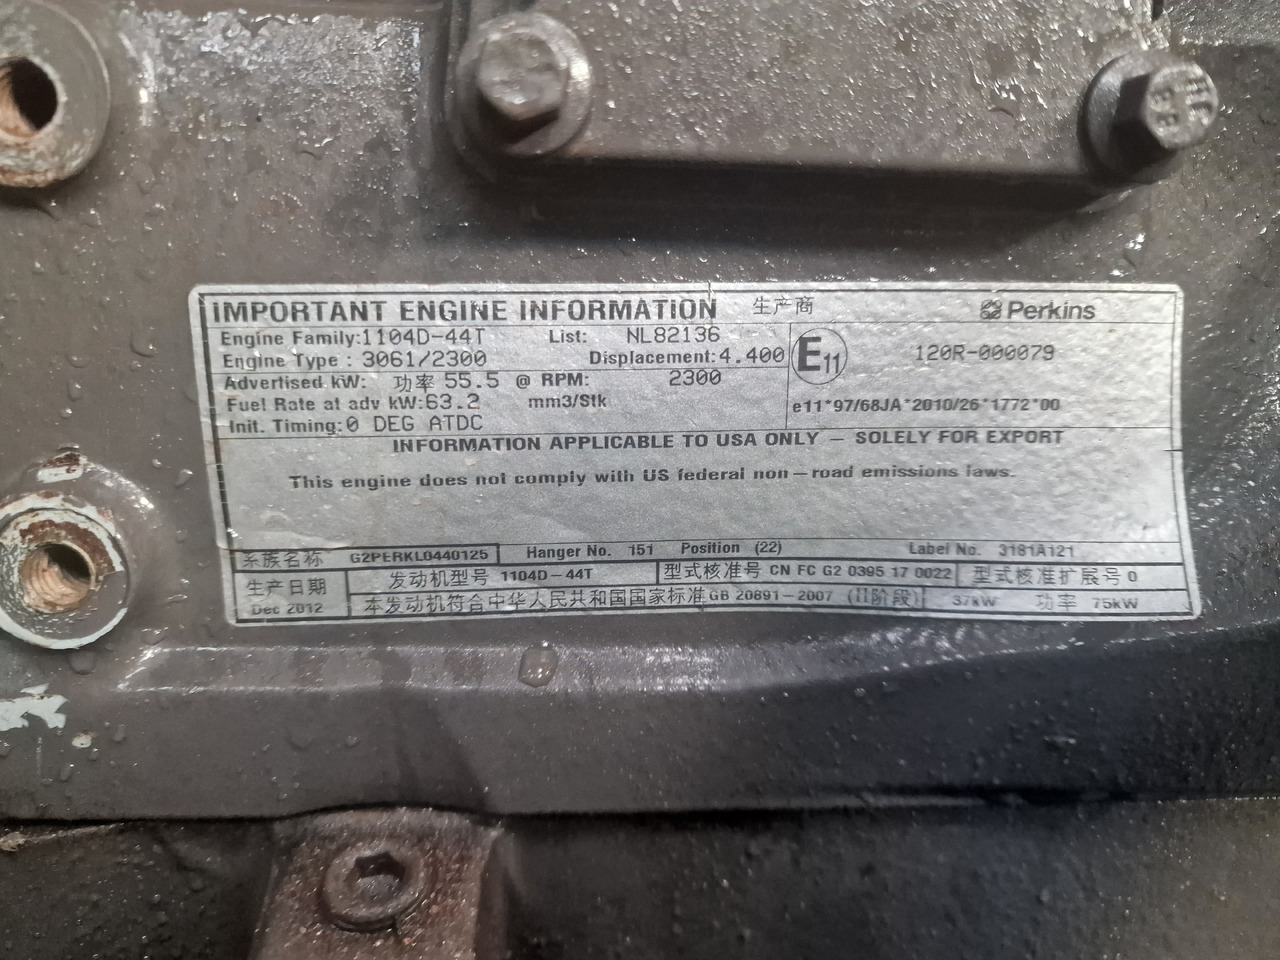 IMPORTANT ENGINE INFORMATION 生产商 Perkins
Engine Family:1104D-44T List: NL82136
Engine Type : 3061/2300 Displacement:4.400
E11 120R-000079
Advertised kW: 功率 55.5 @ RPM: 2300
Fuel Rate at adv kW:63.2 mm3/Stk
e11*97/68JA*2010/26*1772*00
Init. Timing:0 DEG ATDC
INFORMATION APPLICABLE TO USA ONLY – SOLELY FOR EXPORT
This engine does not comply with US federal non–road emissions laws.
系族名称 G2PERKL0440125 Hanger No. 151 Position (22) Label No. 3181A121
生产日期 发动机型号 1104D-44T 型式核准号 CN FC G2 0395 17 0022 型式核准扩展号 0
Dec 2012 本发动机符合中华人民共和国国家标准 GB 20891-2007 (II阶段) 37kW 功率 75kW